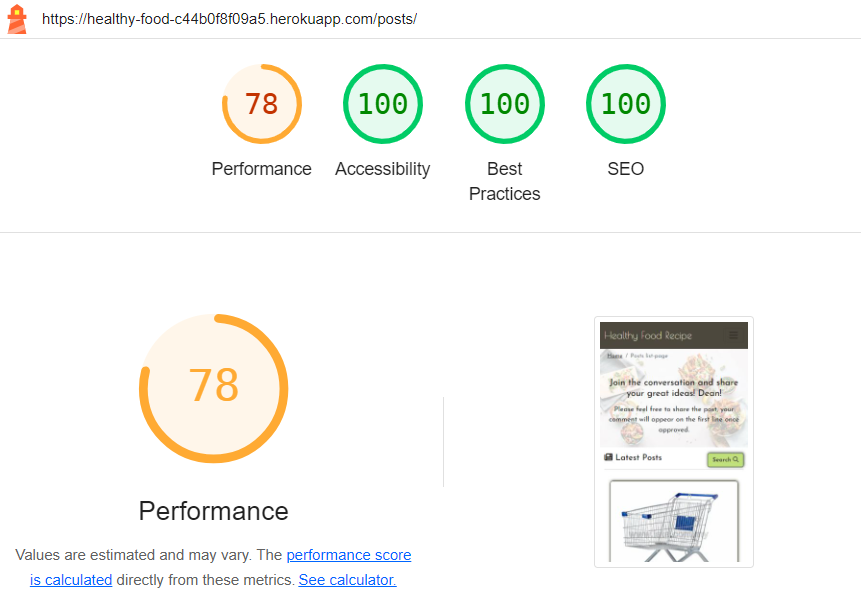 https://healthy-food-c44b0f8f09a5.herokuapp.com/posts/
78
100
100
100
Performance
Accessibility
Best
Practices
SEO
78
Performance
Values are estimated and may vary. The performance score
is calculated directly from these metrics. See calculator.
Healthy Food Recipe
Home / Posts list page
Join the conversation and share
your great ideas! Dean!
Please feel free to share the post, your
comment will appear on the first line once
approved.
Latest Posts
Search